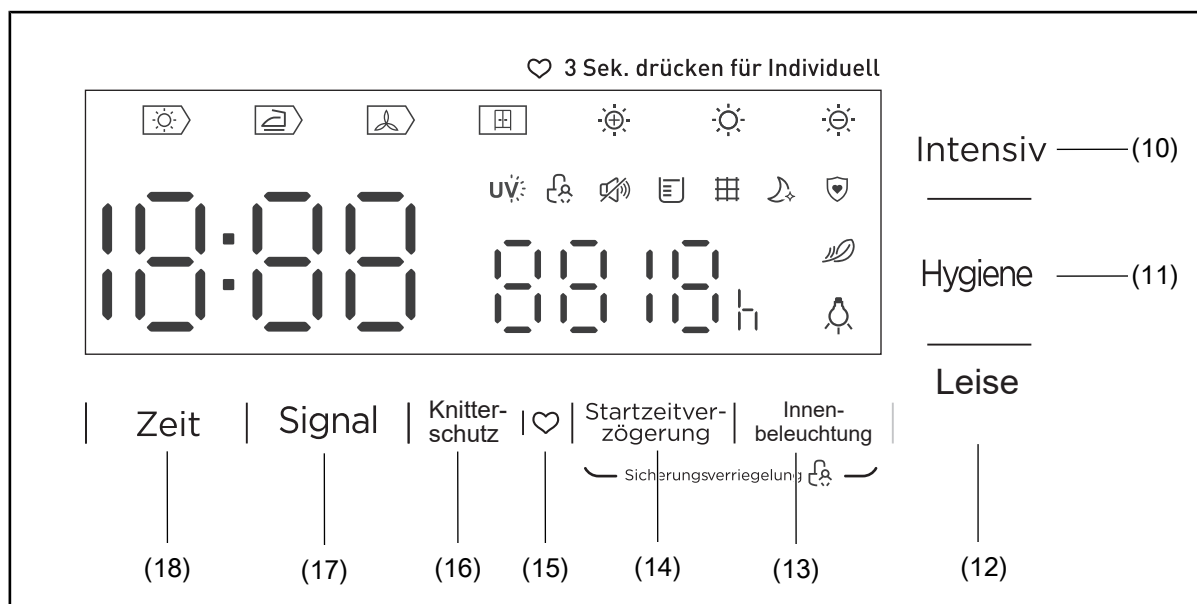 ♡ 3 Sek. drücken für Individuell
UV
18:88
8818h
Intensiv
(10)
Hygiene
(11)
Leise
Zeit
Signal
Knitter-
schutz
♡
Startzeitver-
zögerung
Innen-
beleuchtung
Sicherungsverriegelung
(18)
(17)
(16)
(15)
(14)
(13)
(12)